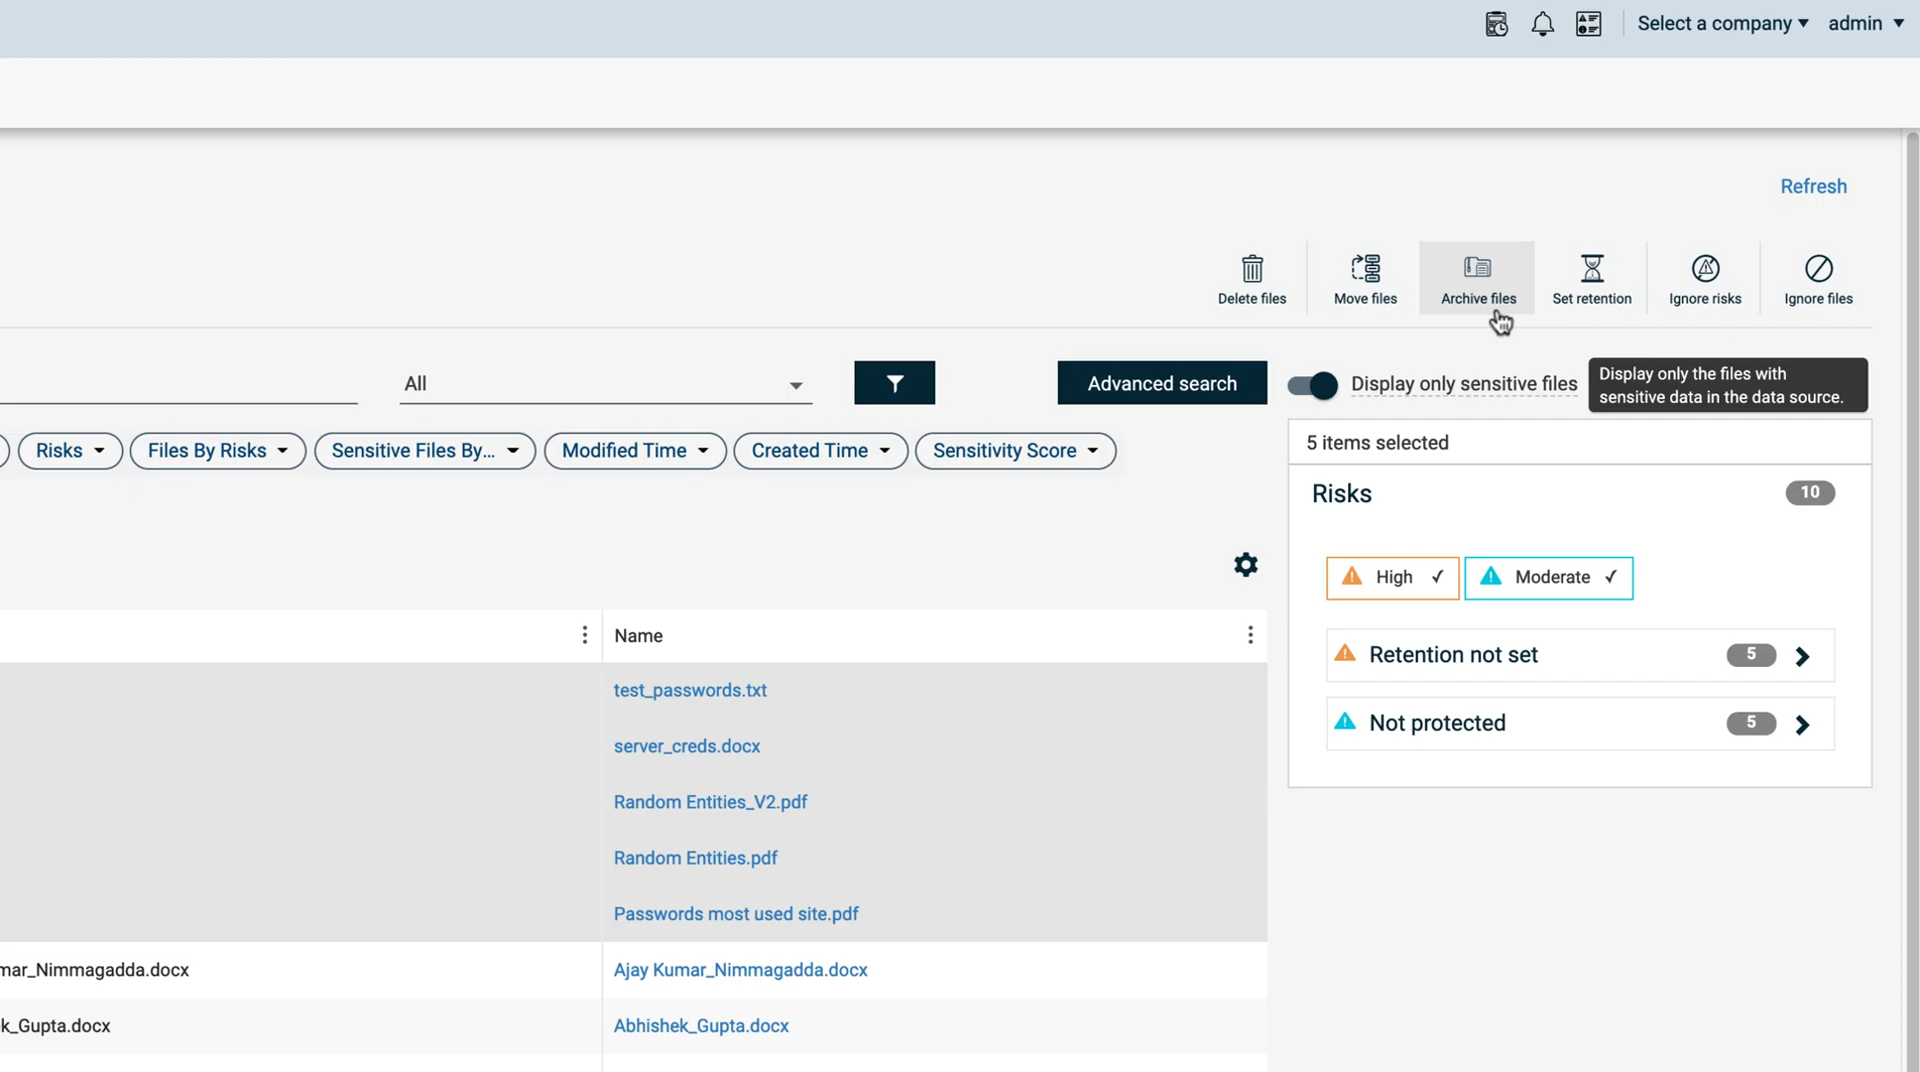 Select a company
admin
Refresh
Delete files
Move files
Archive files
Set retention
Ignore risks
Ignore files
All
Advanced search
Display only sensitive files
Display only the files with
sensitive data in the data source.
Risks
Files By Risks
Sensitive Files By...
Modified Time
Created Time
Sensitivity Score
5 items selected
Risks
10
High
Moderate
Retention not set
5
Not protected
5
Name
test_passwords.txt
server_creds.docx
Random Entities_V2.pdf
Random Entities.pdf
Passwords most used site.pdf
mar_Nimmagadda.docx
Ajay Kumar_Nimmagadda.docx
k_Gupta.docx
Abhishek_Gupta.docx